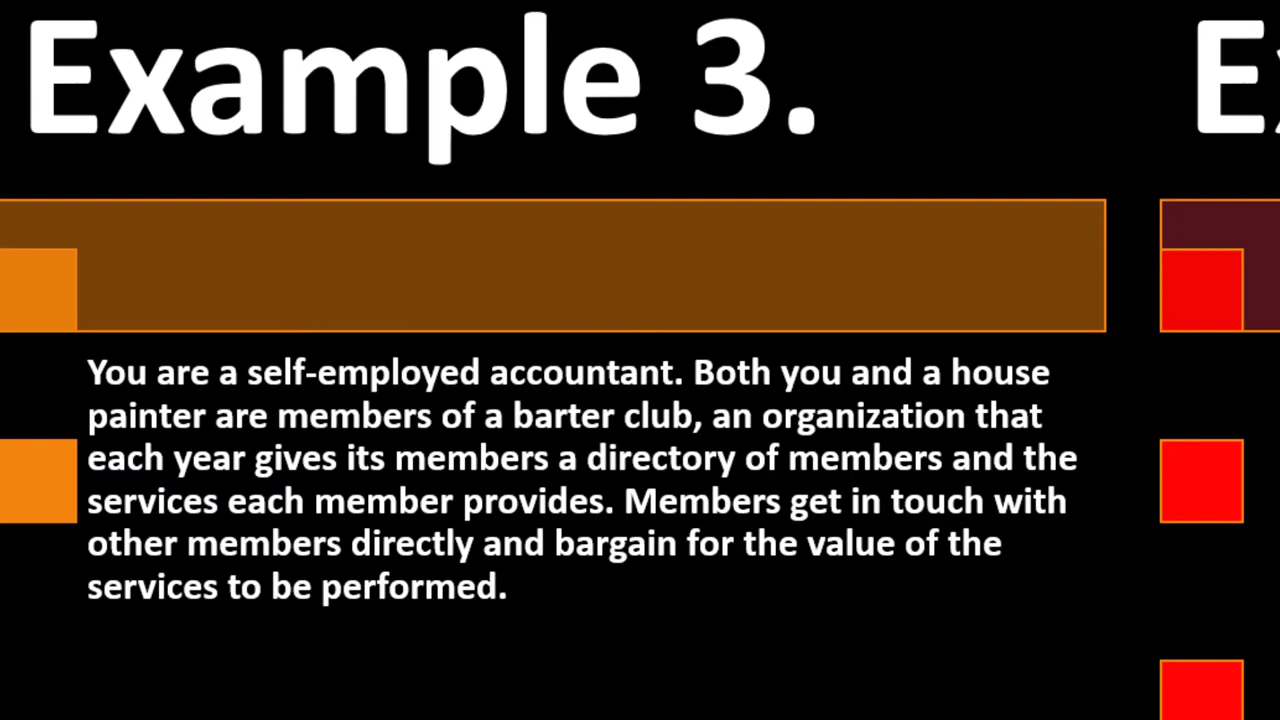 Example 3.
You are a self-employed accountant. Both you and a house
painter are members of a barter club, an organization that
each year gives its members a directory of members and the
services each member provides. Members get in touch with
other members directly and bargain for the value of the
services to be performed.